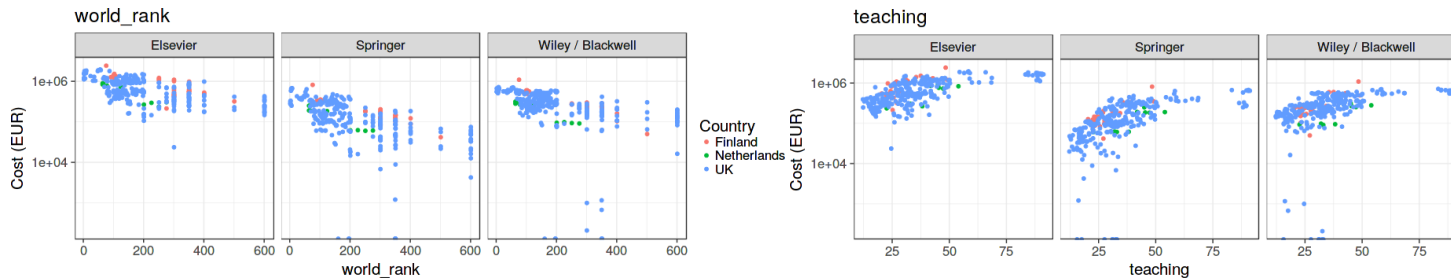 world_rank
Elsevier Springer Wiley / Blackwell
Cost (EUR)
1e+06
1e+04
0 200 400 600 0 200 400 600 0 200 400 600
world_rank
Country
Finland
Netherlands
UK
teaching
Elsevier Springer Wiley / Blackwell
Cost (EUR)
1e+06
1e+04
25 50 75 25 50 75 25 50 75
teaching